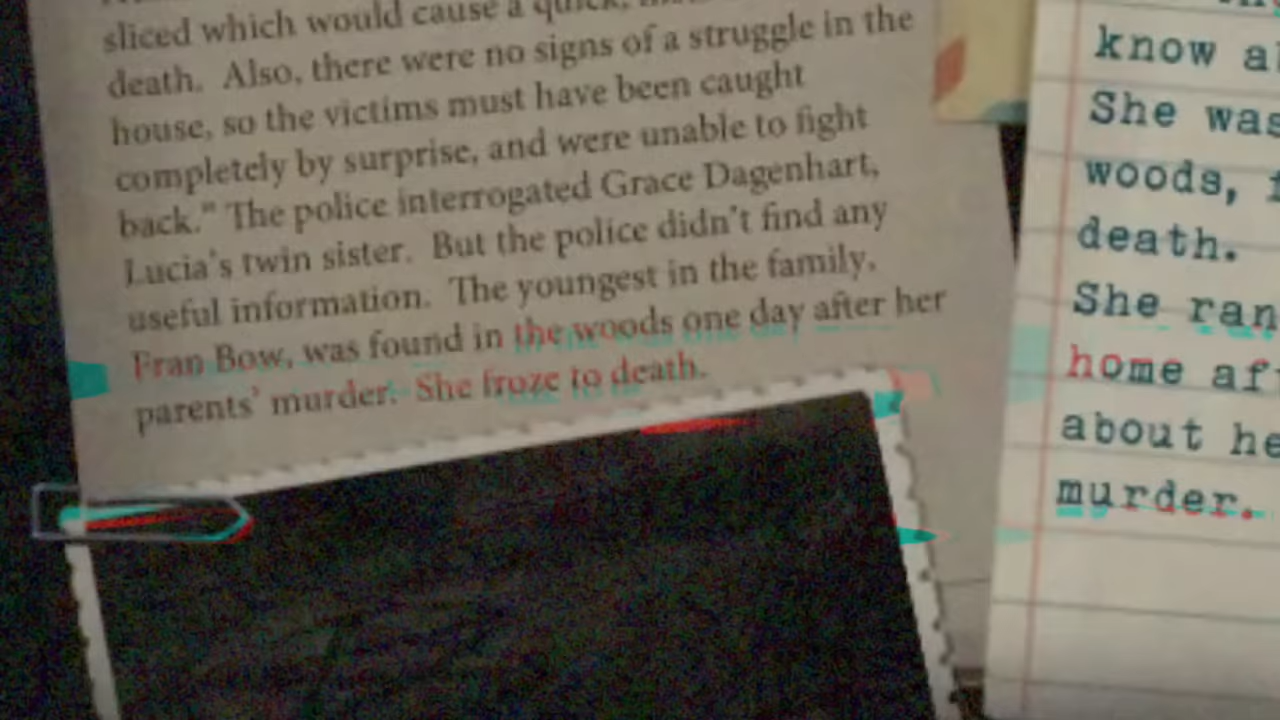 sliced which would cause a quick,
death. Also, there were no signs of a struggle in the
house, so the victims must have been caught
completely by surprise, and were unable to fight
back." The police interrogated Grace Dagenhart,
Lucia's twin sister. But the police didn't find any
useful information. The youngest in the family,
Fran Bow, was found in the woods one day after her
parents' murder. She froze to death.
know
She was
woods,
death.
She ran
home
about
murder.